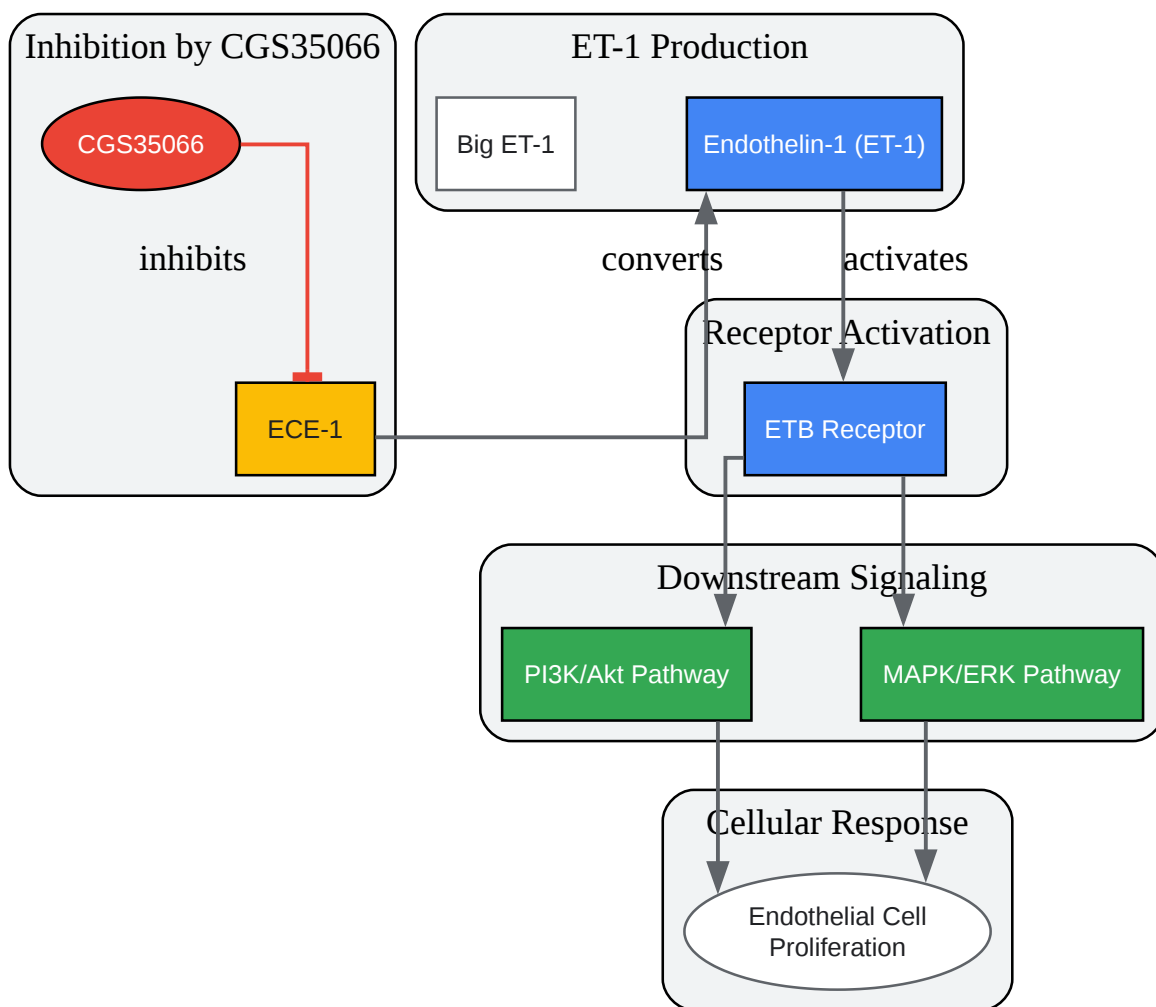 Inhibition by CGS35066
CGS35066
inhibits
ECE-1
ET-1 Production
Big ET-1
Endothelin-1 (ET-1)
converts
activates
Receptor Activation
ETB Receptor
Downstream Signaling
PI3K/Akt Pathway
MAPK/ERK Pathway
Cellular Response
Endothelial Cell
Proliferation